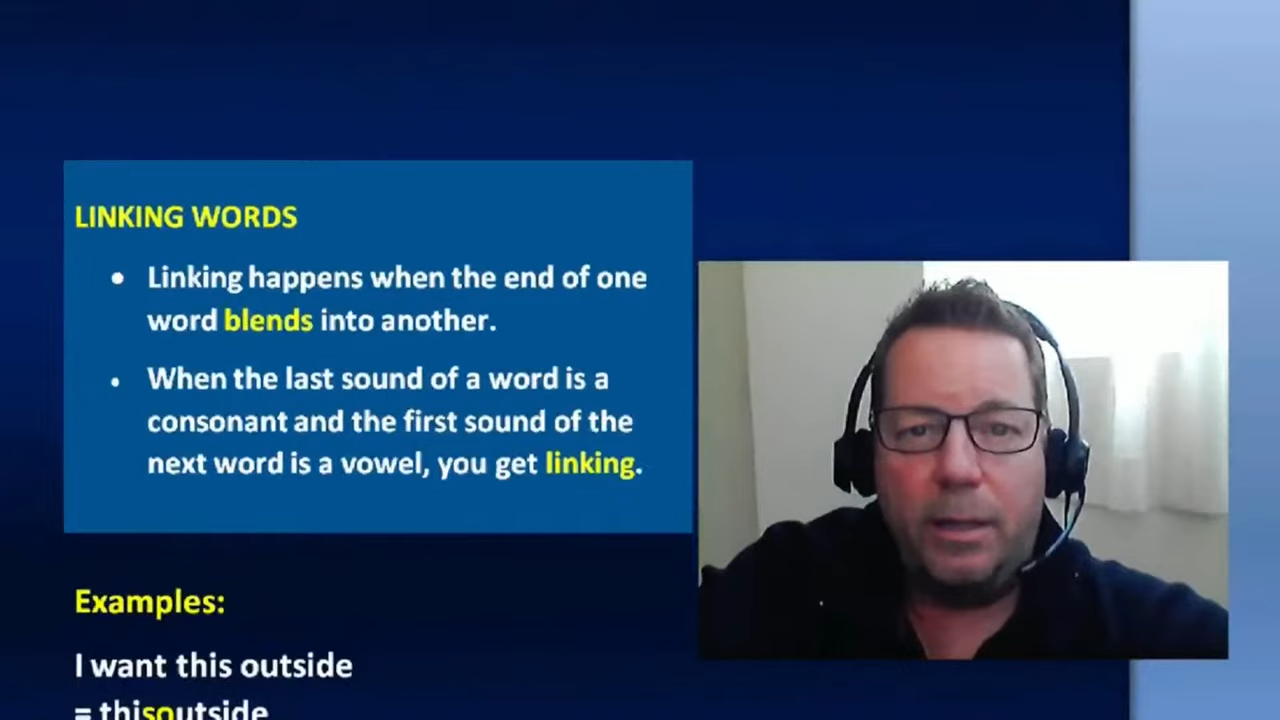 LINKING WORDS
• Linking happens when the end of one
word blends into another.
• When the last sound of a word is a
consonant and the first sound of the
next word is a vowel, you get linking.
Examples:
I want this outside
= thisoutside